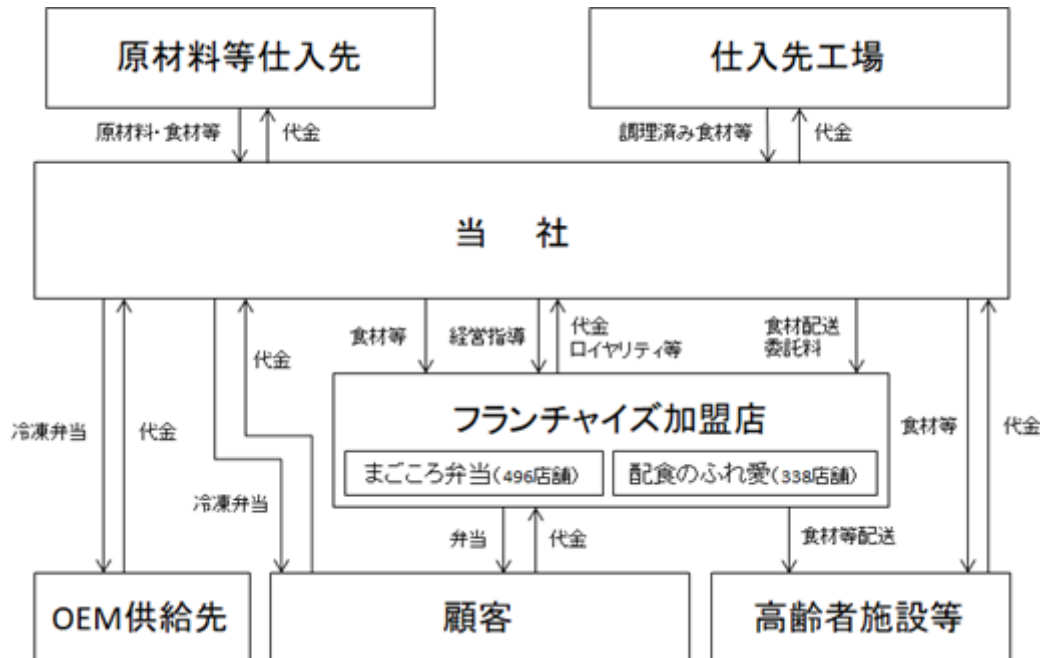 原材料等仕入先
仕入先工場
原材料・食材等
代金
調理済み食材等
代金
当 社
食材等
経営指導
代金
ロイヤリティ等
食材配送
委託料
代金
フランチャイズ加盟店
冷凍弁当
代金
食材等
代金
まごころ弁当(496店舗)
配食のふれ愛(338店舗)
冷凍弁当
弁当
代金
食材等配送
OEM供給先
顧客
高齢者施設等